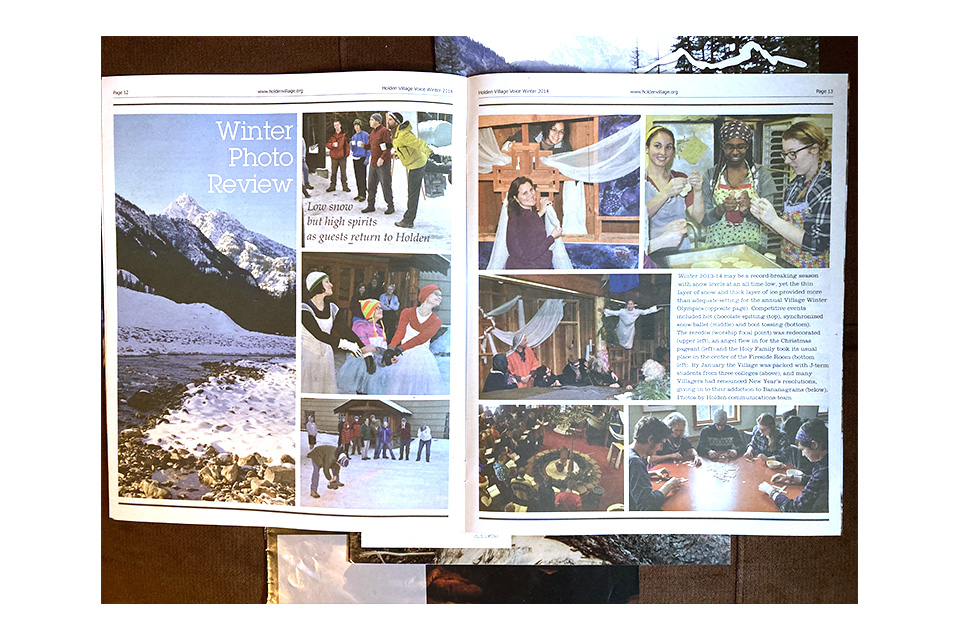 Page 12
www.holdenvillage.org
Holden Village Voice Winter 2014
Winter
Photo
Review
Low snow
but high spirits
as guests return to Holden
Holden Village Voice Winter 2014
www.holdenvillage.org
Page 13
Winter 2013-14 may be a record-breaking season
with snow levels at an all time low, yet the thin
layer of snow and thick layer of ice provided more
than adequate setting for the annual Village Winter
Olympics (opposite page). Competitive events
included hot chocolate spitting (top), synchronized
snow ballet (middle) and boot tossing (bottom).
The reredos (worship focal point) was redecorated
(upper left), an angel flew in for the Christmas
pageant (left) and the Holy Family took its usual
place in the center of the Fireside Room (bottom
left). By January the Village was packed with J-term
students from three colleges (above), and many
Villagers had renounced New Year's resolutions,
giving in to their addiction to Bananagrams (below).
Photos by Holden communications team